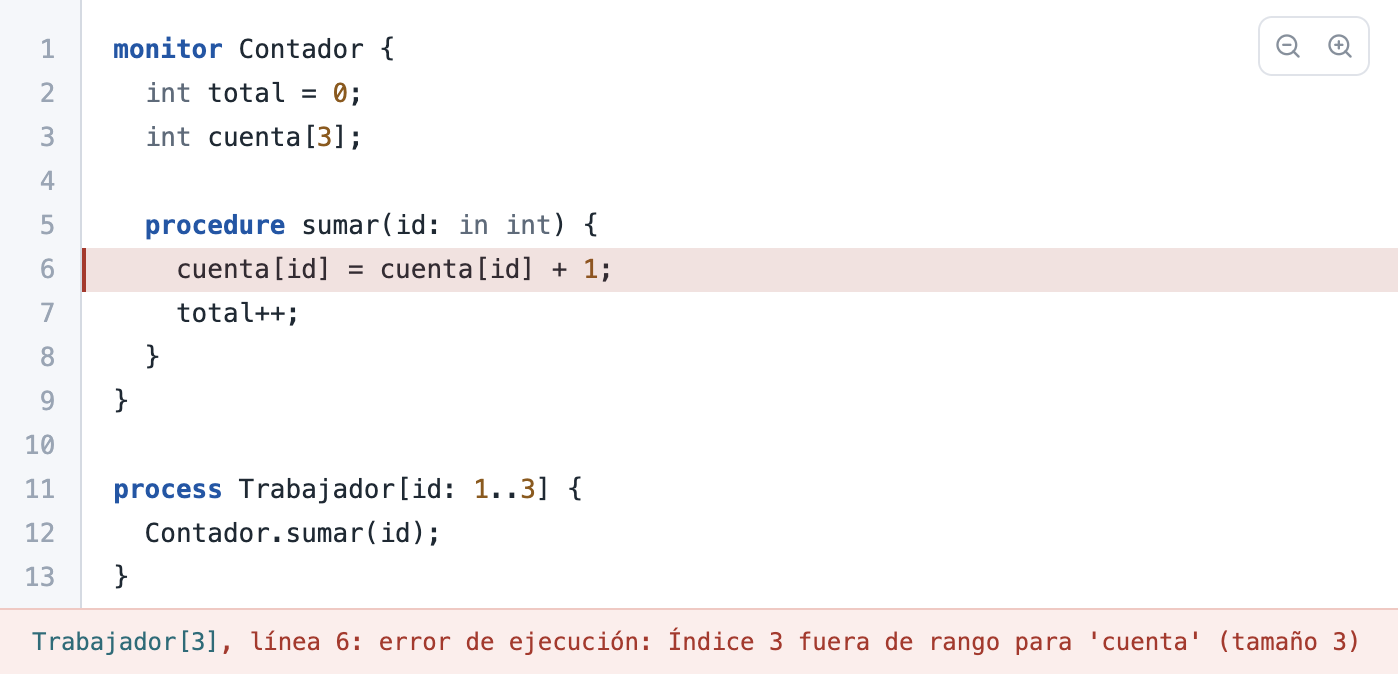 1 monitor Contador {
2   int total = 0;
3   int cuenta[3];
4
5   procedure sumar(id: in int) {
6     cuenta[id] = cuenta[id] + 1;
7     total++;
8   }
9 }
10
11 process Trabajador[id: 1..3] {
12   Contador.sumar(id);
13 }
Trabajador[3], línea 6: error de ejecución: Índice 3 fuera de rango para 'cuenta' (tamaño 3)